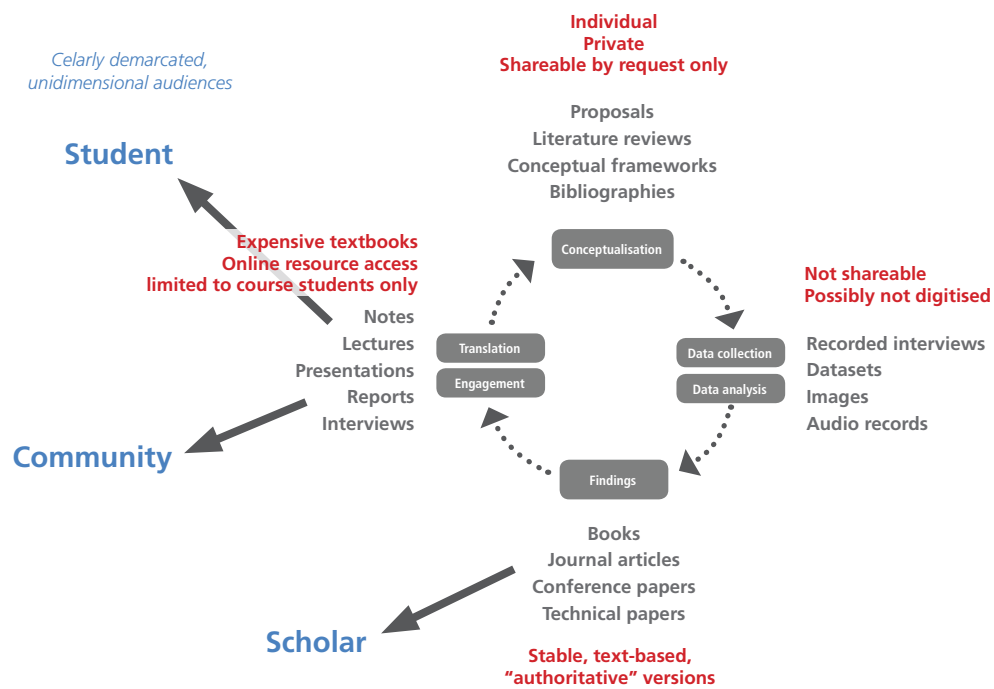 Individual
Private
Shareable by request only
Celarly demarcated,
unidimensional audiences
Proposals
Literature reviews
Conceptual frameworks
Bibliographies
Student
Expensive textbooks
Online resource access
limited to course students only
Conceptualisation
Not shareable
Possibly not digitised
Notes
Lectures
Presentations
Reports
Interviews
Translation
Engagement
Data collection
Data analysis
Recorded interviews
Datasets
Images
Audio records
Community
Findings
Books
Journal articles
Conference papers
Technical papers
Scholar
Stable, text-based,
“authoritative” versions